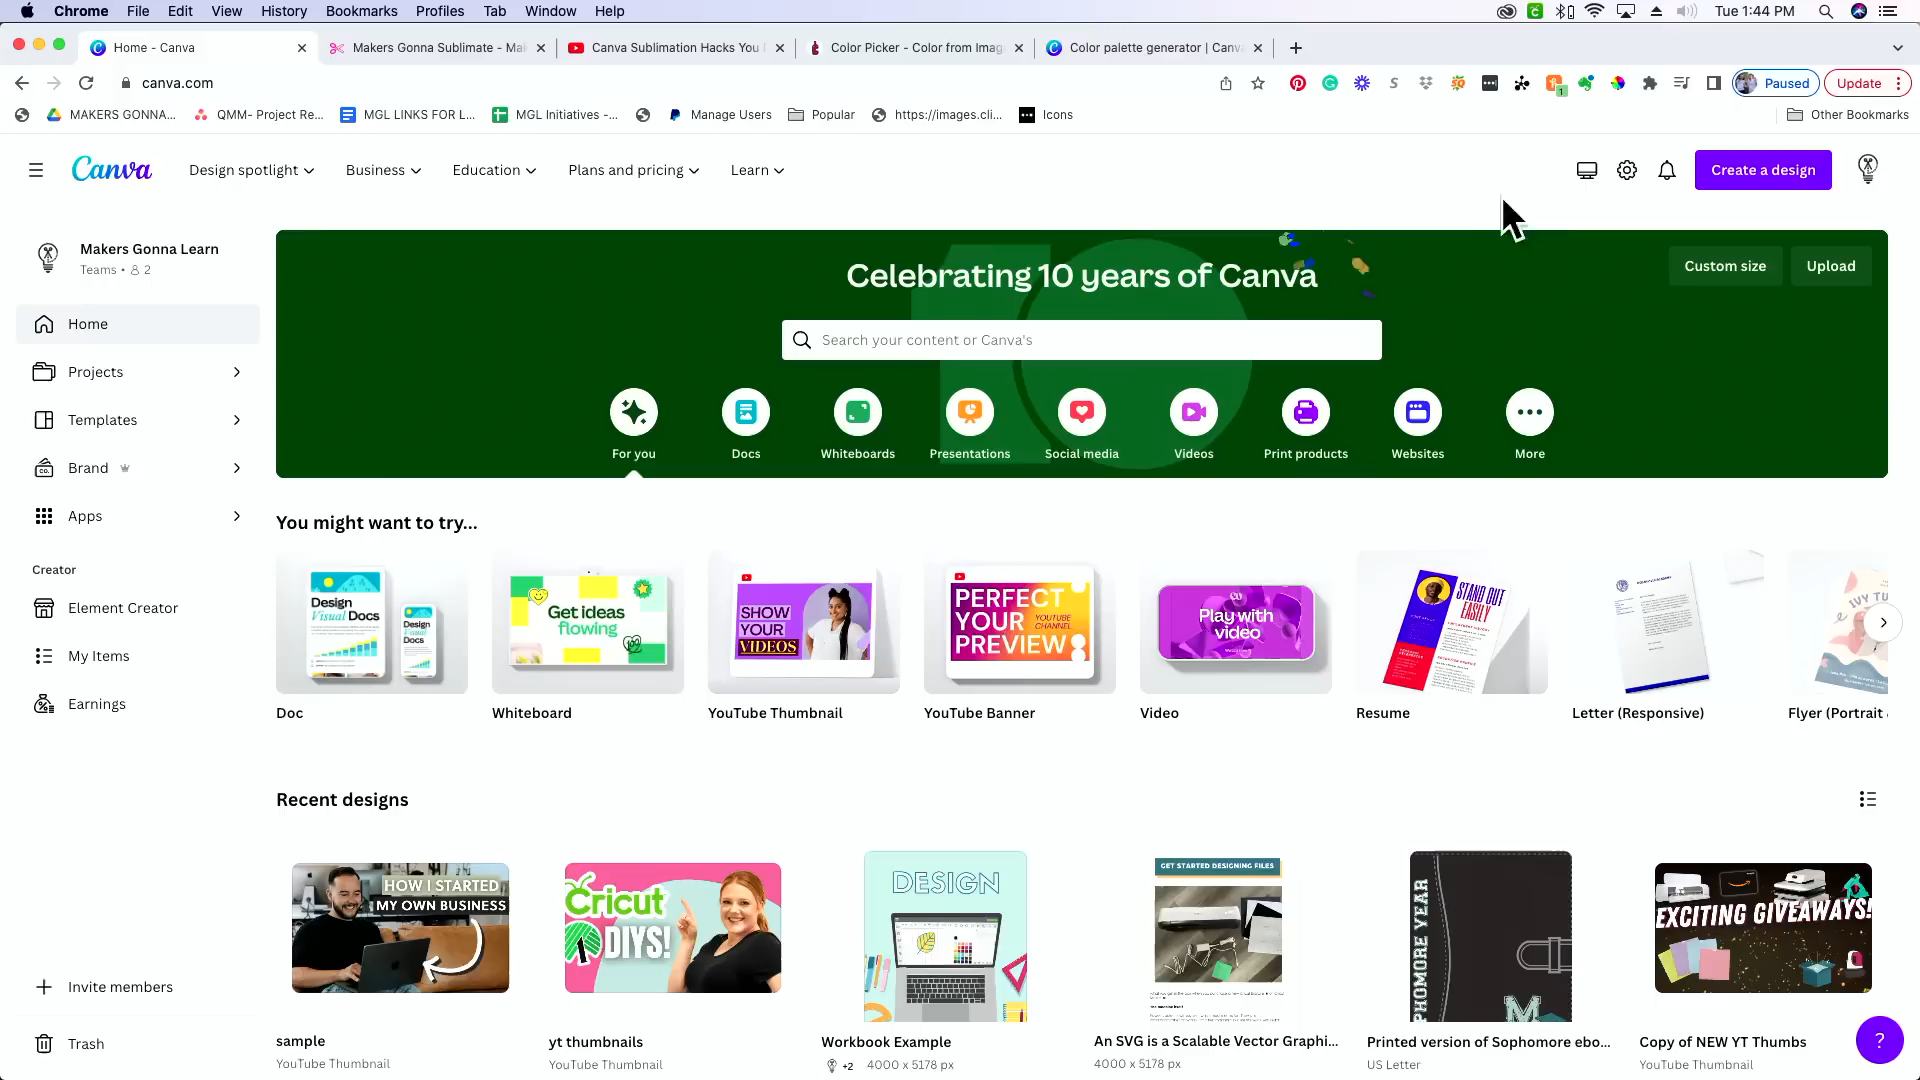 Chrome File Edit View History Bookmarks Profiles Tab Window Help
Tue 1:44 PM
Home - Canva
Makers Gonna Sublimate - Mak
Canva Sublimation Hacks You
Color Picker - Color from Imag
Color palette generator | Canva
canva.com
Paused
Update
MAKERS GONNA...
QMM- Project Re...
MGL LINKS FOR L...
MGL Initiatives -...
Manage Users
Popular
https://images.cli...
Icons
Other Bookmarks
Canva
Design spotlight
Business
Education
Plans and pricing
Learn
Create a design
Makers Gonna Learn
Teams • 2
Home
Projects
Templates
Brand
Apps
Creator
Element Creator
My Items
Earnings
Invite members
Trash
Celebrating 10 years of Canva
Custom size
Upload
Search your content or Canva's
For you
Docs
Whiteboards
Presentations
Social media
Videos
Print products
Websites
More
You might want to try...
Design
Visual Docs
Design
Visual
Docs
Get ideas
flowing
SHOW
YOUR
VIDEOS
PERFECT
YOUR
PREVIEW
YOUTUBE
CHANNEL
Play with
video
STAND OUT
EASILY
Doc
Whiteboard
YouTube Thumbnail
YouTube Banner
Video
Resume
Letter (Responsive)
Flyer (Portrait
Recent designs
HOW I STARTED
MY OWN BUSINESS
Cricut
DIYS!
DESIGN
GET STARTED DESIGNING FILES
PHOMORE YEAR
M
EXCITING GIVEAWAYS!
sample
YouTube Thumbnail
yt thumbnails
YouTube Thumbnail
Workbook Example
+2 4000 x 5178 px
An SVG is a Scalable Vector Graphi...
4000 x 5178 px
Printed version of Sophomore ebo...
US Letter
Copy of NEW YT Thumbs
YouTube Thumbnail
?